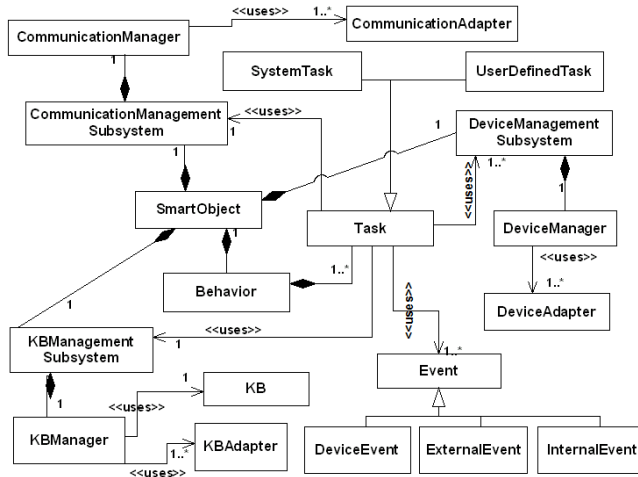 <<uses>>
1..*
CommunicationManager
CommunicationAdapter
1
SystemTask
UserDefinedTask
CommunicationManagement
Subsystem
<<uses>>
1
1
DeviceManagement
Subsystem
1
1..*
<<uses>>
1
SmartObject
1
Task
DeviceManager
<<uses>>
Behavior
1..*
<<uses>>
1..*
DeviceAdapter
1
KBManagement
Subsystem
<<uses>>
1
1..*
Event
1
<<uses>>
1
KB
KBManager
1..*
<<uses>>
KBAdapter
DeviceEvent
ExternalEvent
InternalEvent